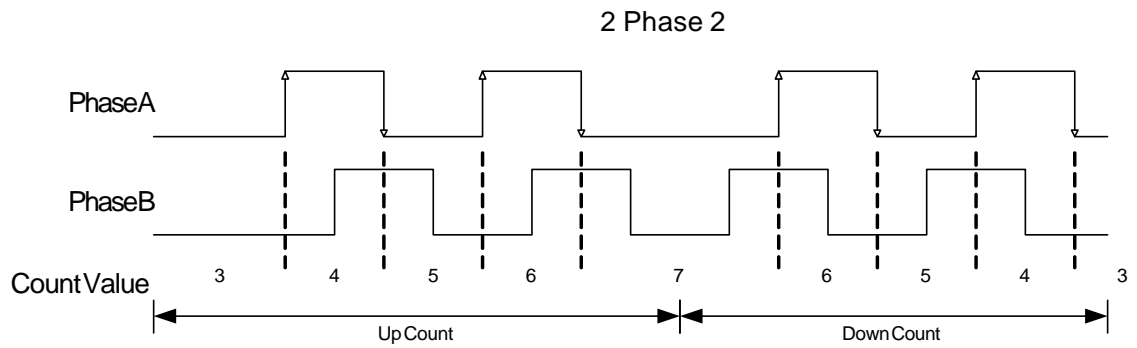 2 Phase 2
PhaseA
PhaseB
Count Value 3 4 5 6 7 6 5 4 3
Up Count Down Count